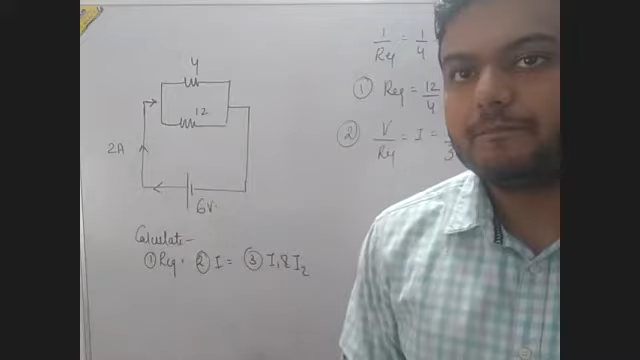 1/Req = 1/4
① Req = 12/4
② V/Req = I = /3
4
12
2A
6V
Calculate -
① Req. ② I = ③ I₁ & I₂